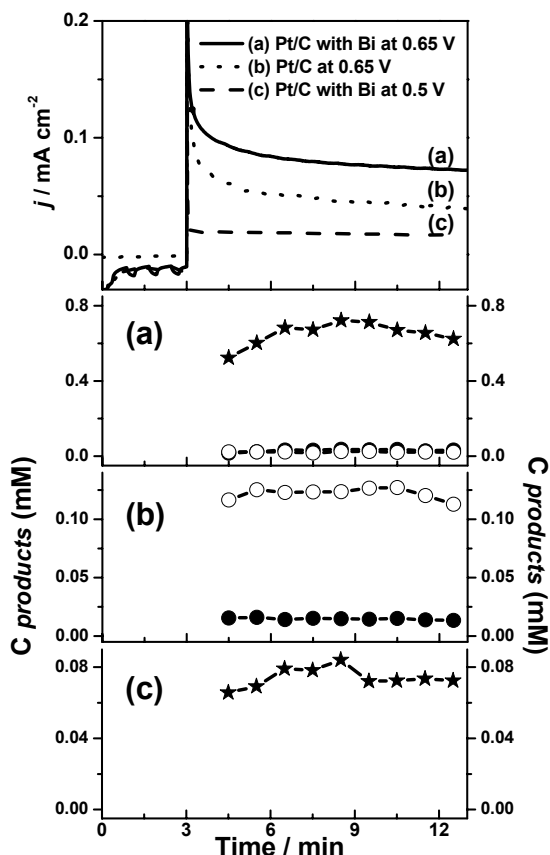 0.2
(a) Pt/C with Bi at 0.65 V
(b) Pt/C at 0.65 V
(c) Pt/C with Bi at 0.5 V
0.1
0.0
j / mA cm⁻²
(a)
(b)
(c)
0.8
0.4
0.0
(a)
0.8
0.4
0.0
0.10
0.05
0.00
(b)
0.10
0.05
0.00
0.08
0.04
0.00
(c)
0.08
0.04
0.00
C products (mM)
C products (mM)
0 3 6 9 12
Time / min